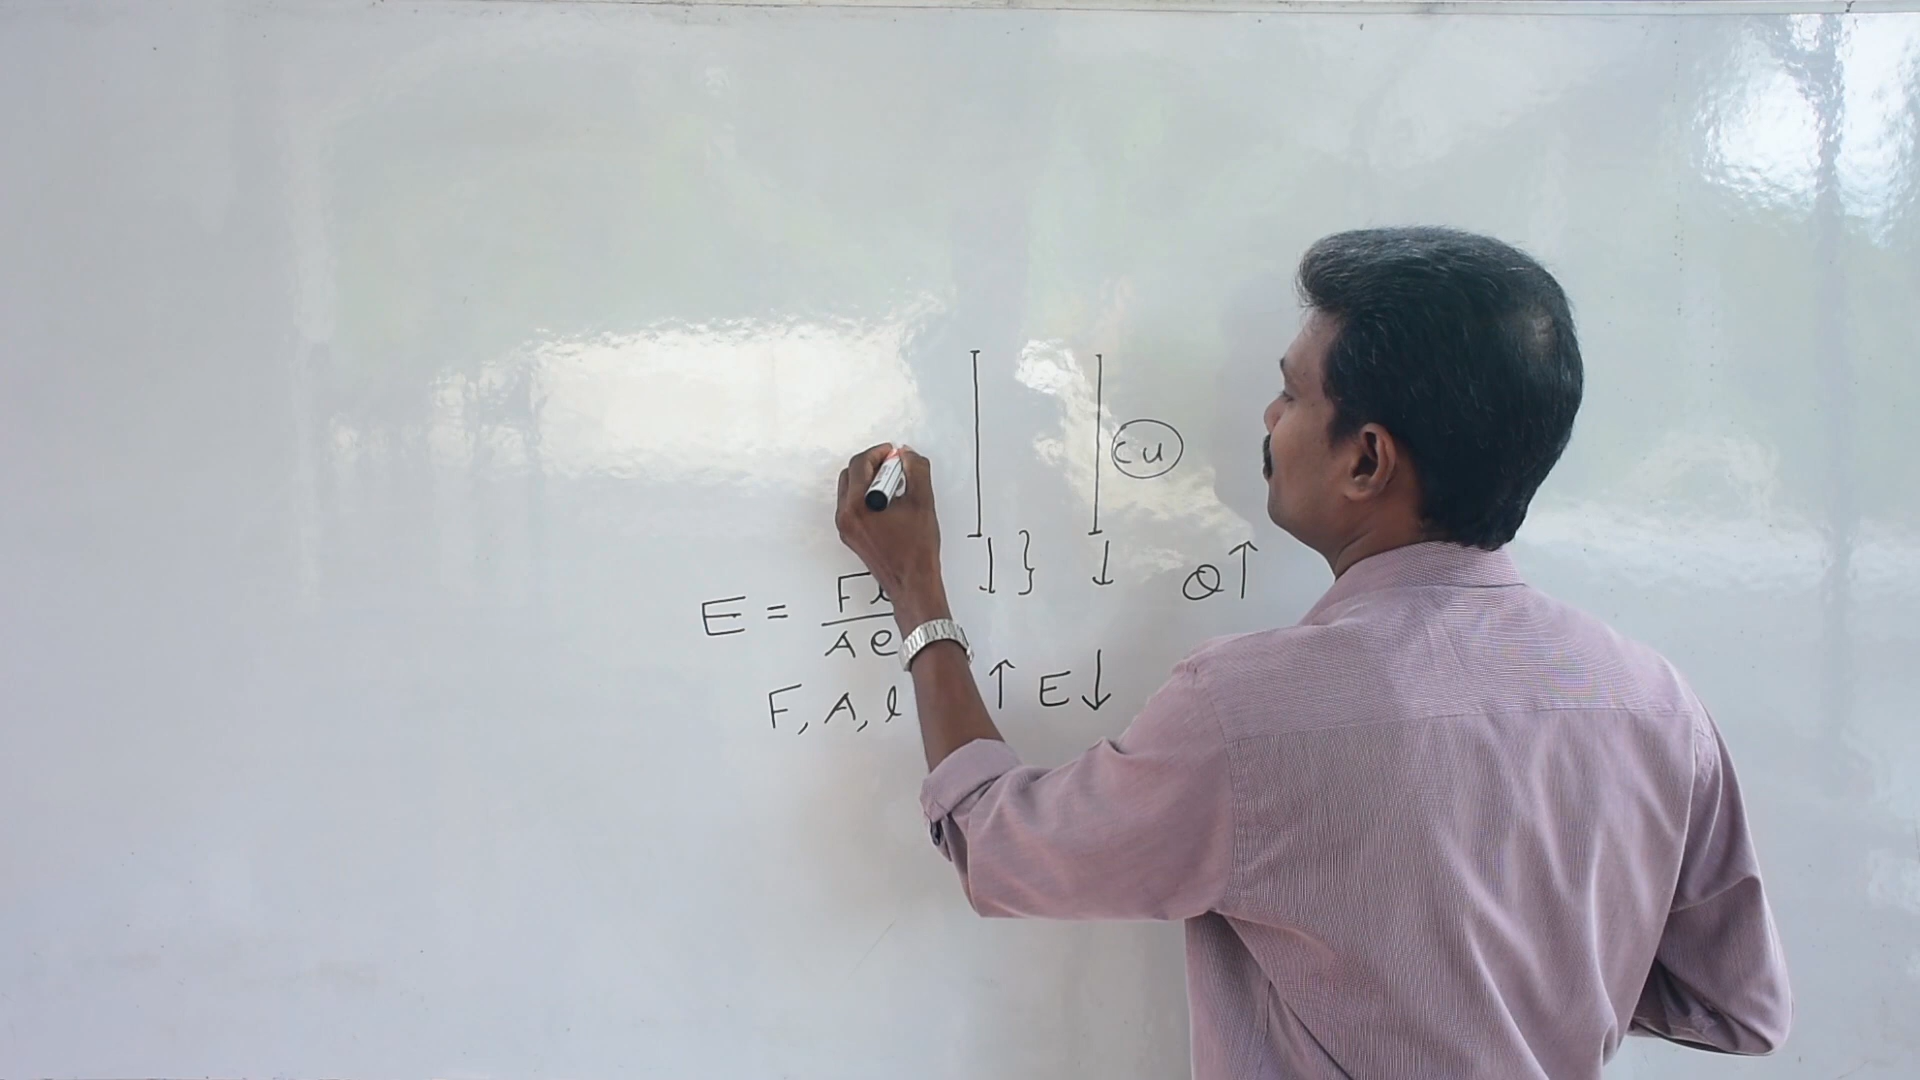 Cu
↓ } ↓ θ↑
E = Fl/Ae
F, A, l ↑ E↓